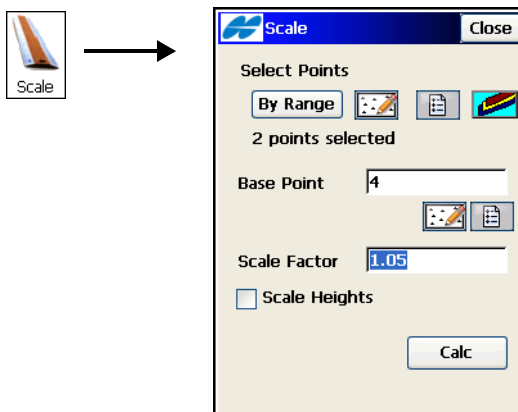 Scale
Scale Close
Select Points
By Range
2 points selected
Base Point 4
Scale Factor 1.05
Scale Heights
Calc